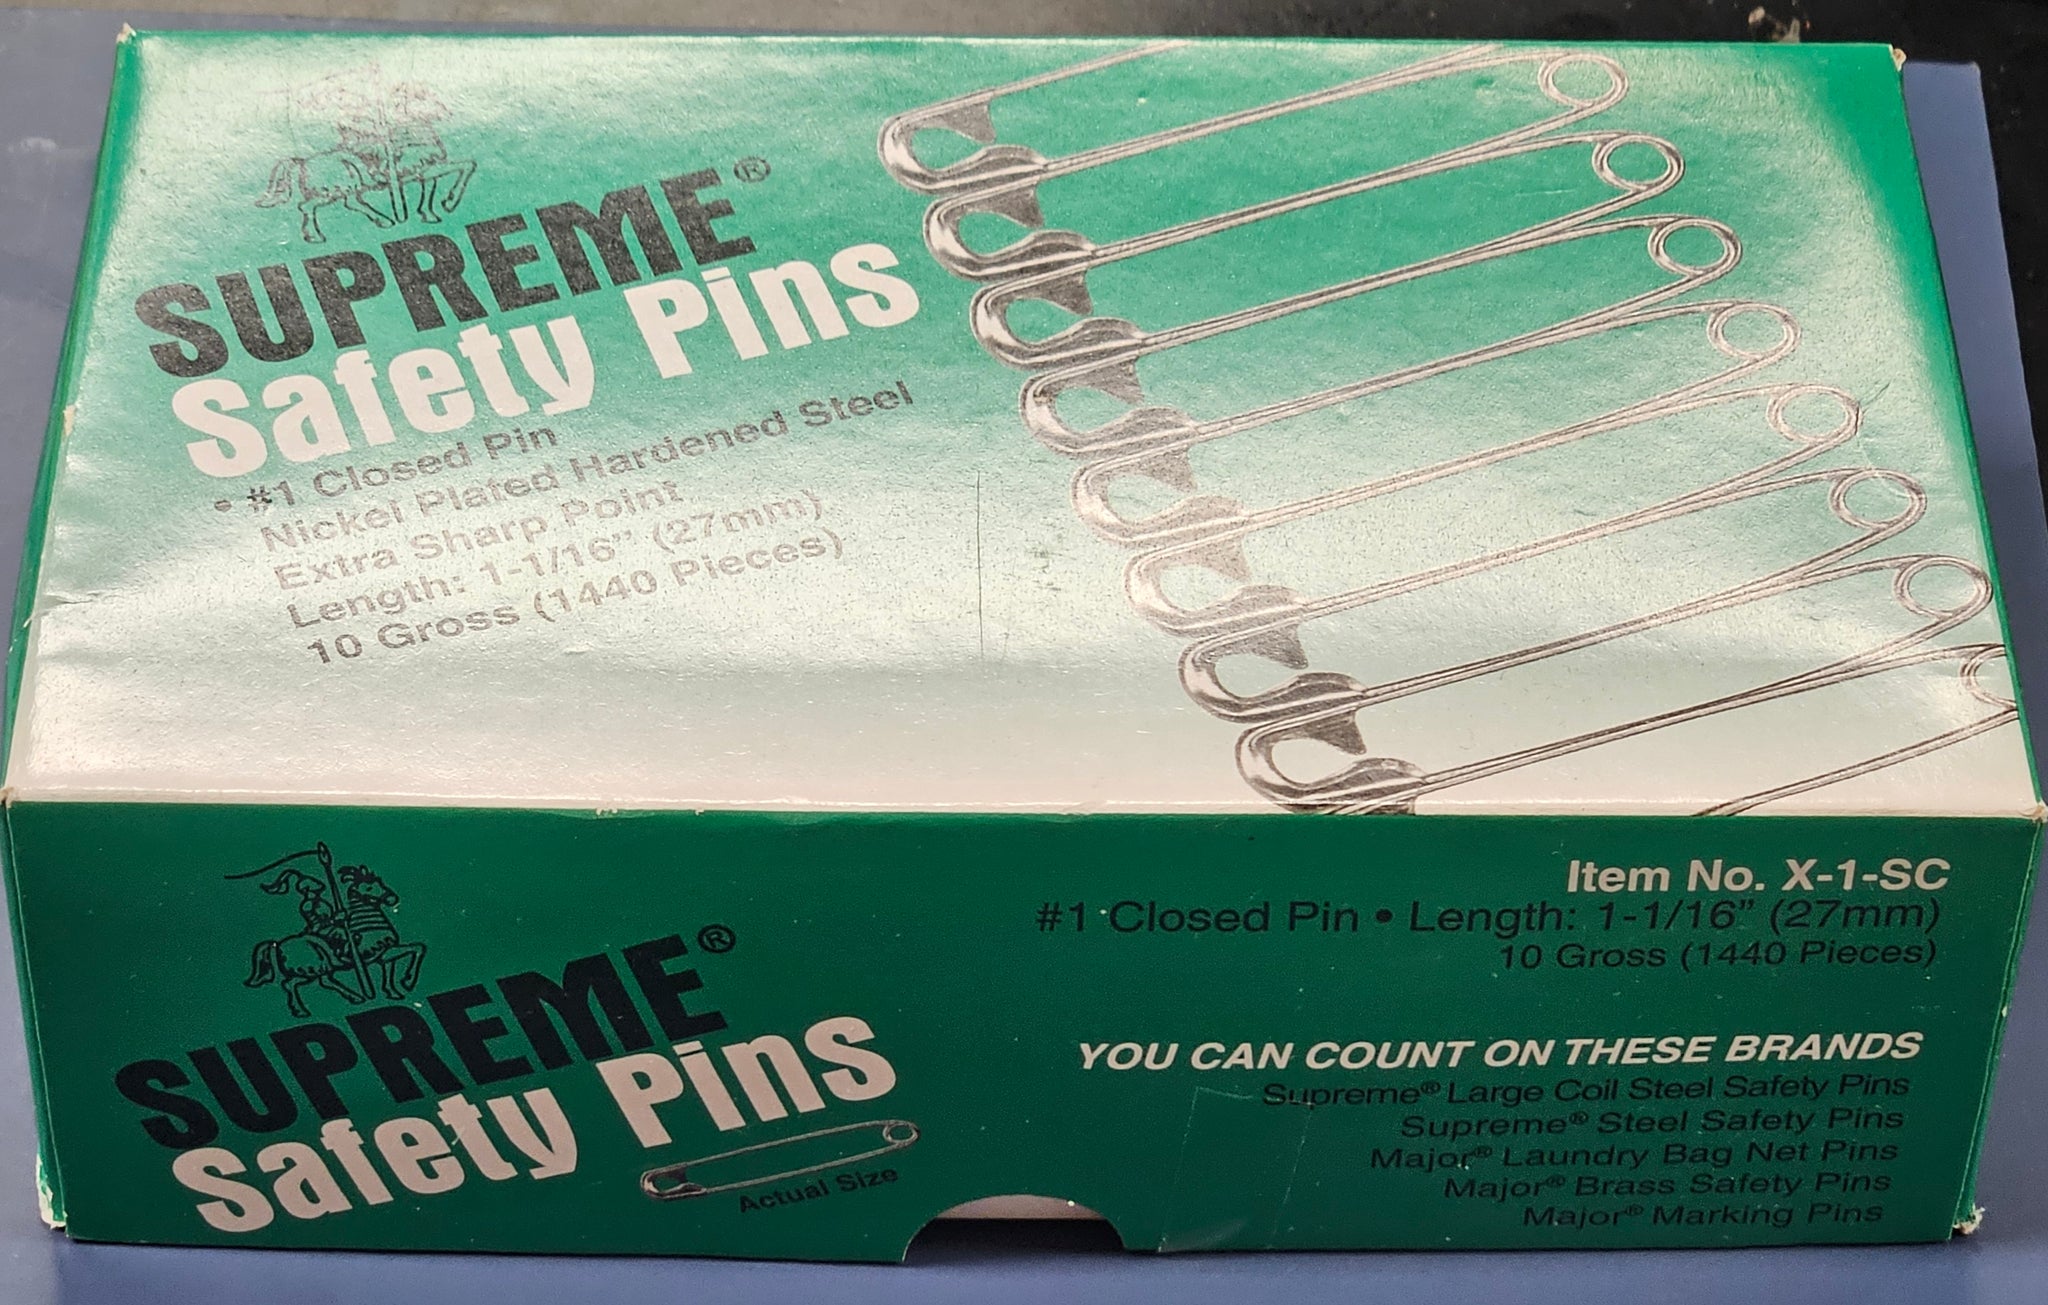 SUPREME®
Safety Pins
• #1 Closed Pin
Nickel Plated Hardened Steel
Extra Sharp Point
Length: 1-1/16” (27mm)
10 Gross (1440 Pieces)
SUPREME®
Safety Pins
Actual Size
Item No. X-1-SC
#1 Closed Pin • Length: 1-1/16” (27mm)
10 Gross (1440 Pieces)
YOU CAN COUNT ON THESE BRANDS
Supreme® Large Coil Steel Safety Pins
Supreme® Steel Safety Pins
Major® Laundry Bag Net Pins
Major® Brass Safety Pins
Major® Marking Pins